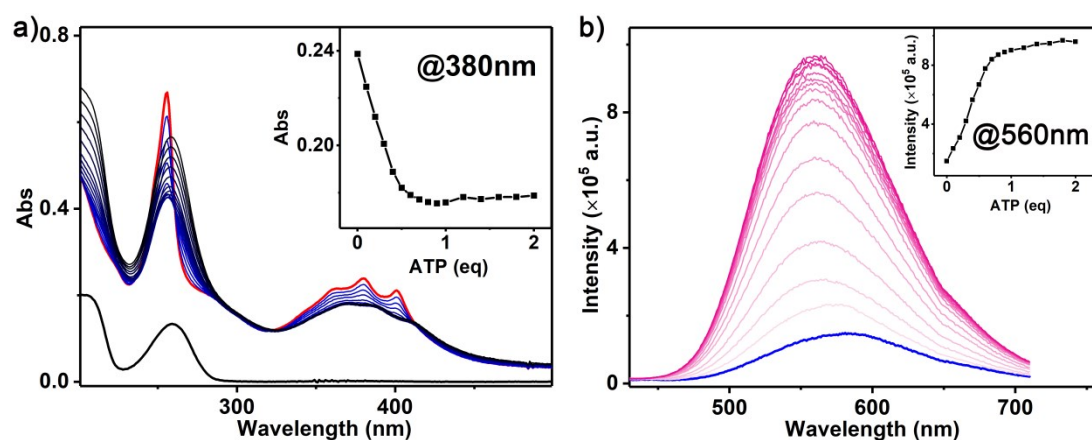 a)
0.8
0.4
0.0
Abs
300
400
Wavelength (nm)
0.24
0.20
Abs
@380nm
0
1
2
ATP (eq)
b)
8
4
0
Intensity (×10⁵ a.u.)
500
600
700
Wavelength (nm)
8
4
Intensity (×10⁵ a.u.)
@560nm
0
1
2
ATP (eq)